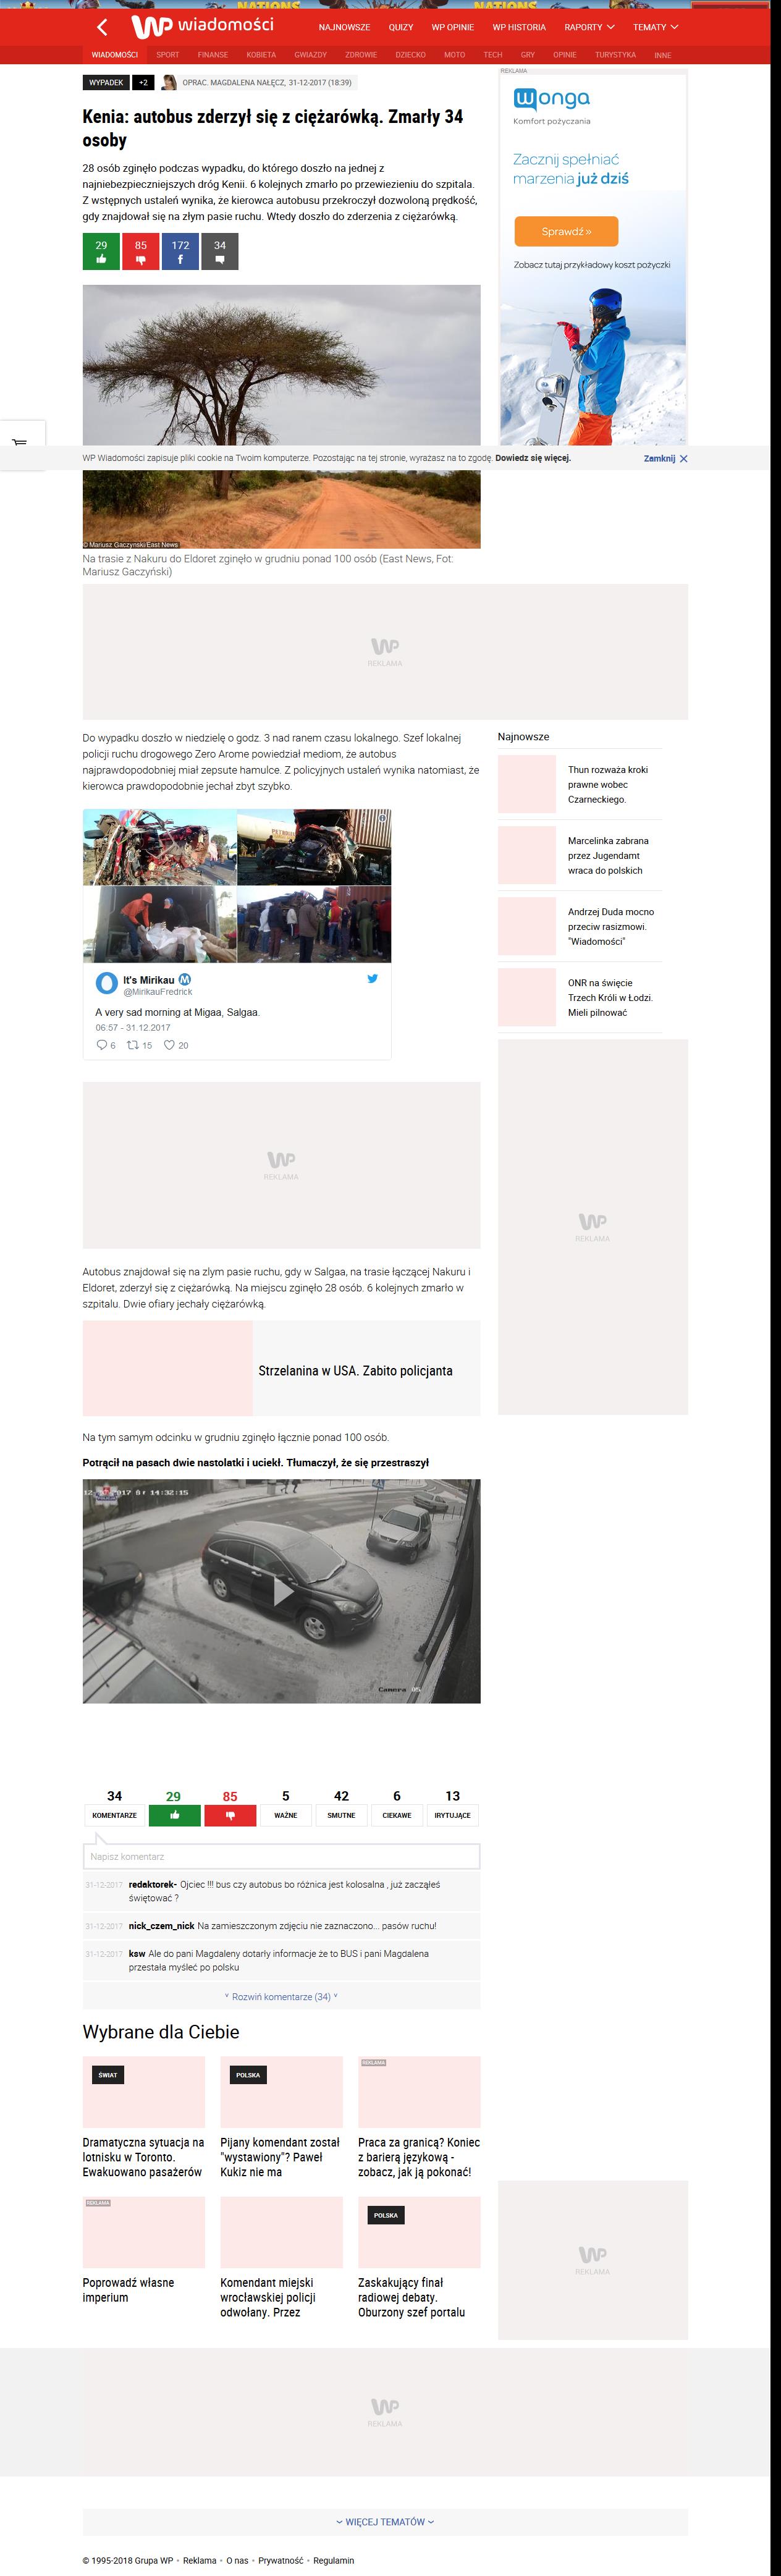 NATIONS
NATIONS
WP wiadomości
NAJNOWSZE QUIZY WP OPINIE WP HISTORIA RAPORTY TEMATY
WIADOMOŚCI SPORT FINANSE KOBIETA GWIAZDY ZDROWIE DZIECKO MOTO TECH GRY OPINIE TURYSTYKA INNE
WYPADEK +2 OPRAC. MAGDALENA NAŁĘCZ, 31-12-2017 (18:39)
Kenia: autobus zderzył się z ciężarówką. Zmarły 34
osoby
28 osób zginęło podczas wypadku, do którego doszło na jednej z
najniebezpieczniejszych dróg Kenii. 6 kolejnych zmarło po przewiezieniu do szpitala.
Z wstępnych ustaleń wynika, że kierowca autobusu przekroczył dozwoloną prędkość,
gdy znajdował się na złym pasie ruchu. Wtedy doszło do zderzenia z ciężarówką.
29 85 172 34
REKLAMA
wonga
Komfort pożyczania
Zacznij spełniać
marzenia już dziś
Sprawdź »
Zobacz tutaj przykładowy koszt pożyczki
WP Wiadomości zapisuje pliki cookie na Twoim komputerze. Pozostając na tej stronie, wyrażasz na to zgodę. Dowiedz się więcej. Zamknij
© Mariusz Gaczyński/East News
Na trasie z Nakuru do Eldoret zginęło w grudniu ponad 100 osób (East News, Fot:
Mariusz Gaczyński)
WP
REKLAMA
Do wypadku doszło w niedzielę o godz. 3 nad ranem czasu lokalnego. Szef lokalnej
policji ruchu drogowego Zero Arome powiedział mediom, że autobus
najprawdopodobniej miał zepsute hamulce. Z policyjnych ustaleń wynika natomiast, że
kierowca prawdopodobnie jechał zbyt szybko.
It's Mirikau M
@MirikauFredrick
A very sad morning at Migaa, Salgaa.
06:57 - 31.12.2017
6 15 20
Najnowsze
Thun rozważa kroki
prawne wobec
Czarneckiego.
Marcelinka zabrana
przez Jugendamt
wraca do polskich
Andrzej Duda mocno
przeciw rasizmowi.
"Wiadomości"
ONR na święcie
Trzech Króli w Łodzi.
Mieli pilnować
WP
REKLAMA
WP
REKLAMA
Autobus znajdował się na zlym pasie ruchu, gdy w Salgaa, na trasie łączącej Nakuru i
Eldoret, zderzył się z ciężarówką. Na miejscu zginęło 28 osób. 6 kolejnych zmarło w
szpitalu. Dwie ofiary jechały ciężarówką.
Strzelanina w USA. Zabito policjanta
Na tym samym odcinku w grudniu zginęło łącznie ponad 100 osób.
Potrącił na pasach dwie nastolatki i uciekł. Tłumaczył, że się przestraszył
14:32:15
Camera 05
34 29 85 5 42 6 13
KOMENTARZE WAŻNE SMUTNE CIEKAWE IRYTUJĄCE
Napisz komentarz
31-12-2017 redaktorek- Ojciec !!! bus czy autobus bo różnica jest kolosalna , już zacząłeś
świętować ?
31-12-2017 nick_czem_nick Na zamieszczonym zdjęciu nie zaznaczono... pasów ruchu!
31-12-2017 ksw Ale do pani Magdaleny dotarły informacje że to BUS i pani Magdalena
przestała myśleć po polsku
Rozwiń komentarze (34)
Wybrane dla Ciebie
ŚWIAT
Dramatyczna sytuacja na
lotnisku w Toronto.
Ewakuowano pasażerów
POLSKA
Pijany komendant został
"wystawiony"? Paweł
Kukiz nie ma
REKLAMA
Praca za granicą? Koniec
z barierą językową -
zobacz, jak ją pokonać!
REKLAMA
Poprowadź własne
imperium
Komendant miejski
wrocławskiej policji
odwołany. Przez
POLSKA
Zaskakujący finał
radiowej debaty.
Oburzony szef portalu
WP
REKLAMA
WP
REKLAMA
WIĘCEJ TEMATÓW
© 1995-2018 Grupa WP • Reklama • O nas • Prywatność • Regulamin